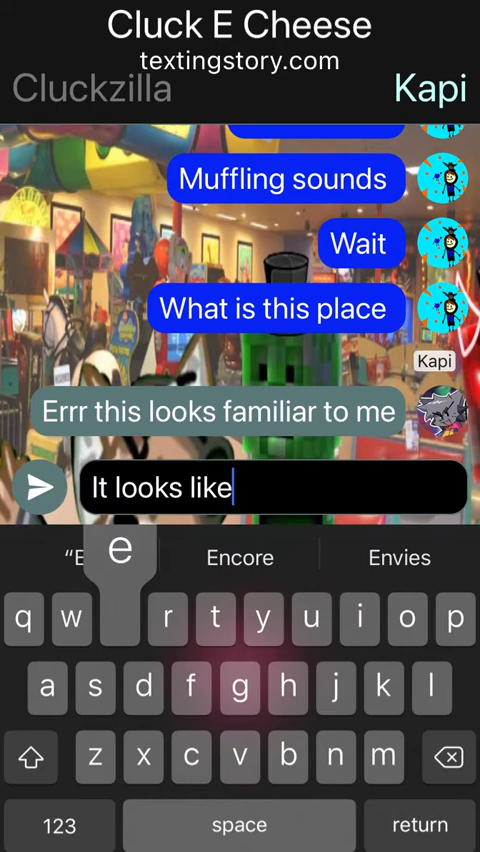 Cluck E Cheese
textingstory.com
Cluckzilla Kapi
Muffling sounds
Wait
What is this place
Kapi
Errr this looks familiar to me
It looks like
e
Encore Envies
q w r t y u i o p
a s d f g h j k l
z x c v b n m
123 space return